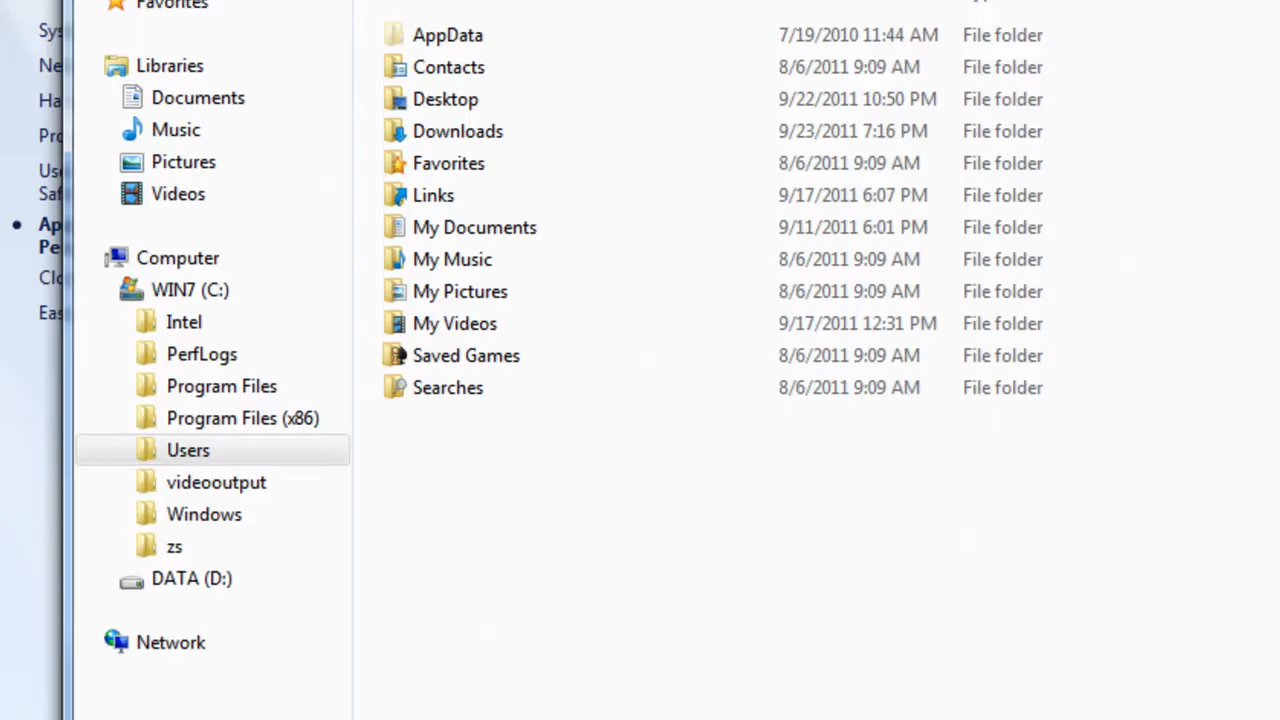 Favorites
Libraries
Documents
Music
Pictures
Videos
Computer
WIN7 (C:)
Intel
PerfLogs
Program Files
Program Files (x86)
Users
videooutput
Windows
zs
DATA (D:)
Network
AppData 7/19/2010 11:44 AM File folder
Contacts 8/6/2011 9:09 AM File folder
Desktop 9/22/2011 10:50 PM File folder
Downloads 9/23/2011 7:16 PM File folder
Favorites 8/6/2011 9:09 AM File folder
Links 9/17/2011 6:07 PM File folder
My Documents 9/11/2011 6:01 PM File folder
My Music 8/6/2011 9:09 AM File folder
My Pictures 8/6/2011 9:09 AM File folder
My Videos 9/17/2011 12:31 PM File folder
Saved Games 8/6/2011 9:09 AM File folder
Searches 8/6/2011 9:09 AM File folder